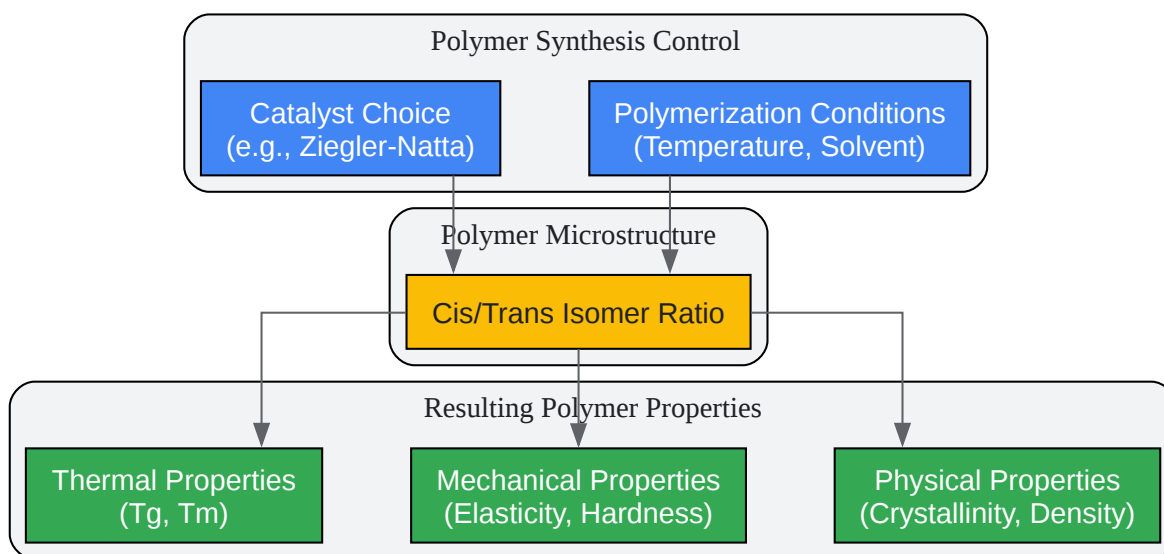 Polymer Synthesis Control
Catalyst Choice
(e.g., Ziegler-Natta)
Polymerization Conditions
(Temperature, Solvent)
Polymer Microstructure
Cis/Trans Isomer Ratio
Resulting Polymer Properties
Thermal Properties
(Tg, Tm)
Mechanical Properties
(Elasticity, Hardness)
Physical Properties
(Crystallinity, Density)